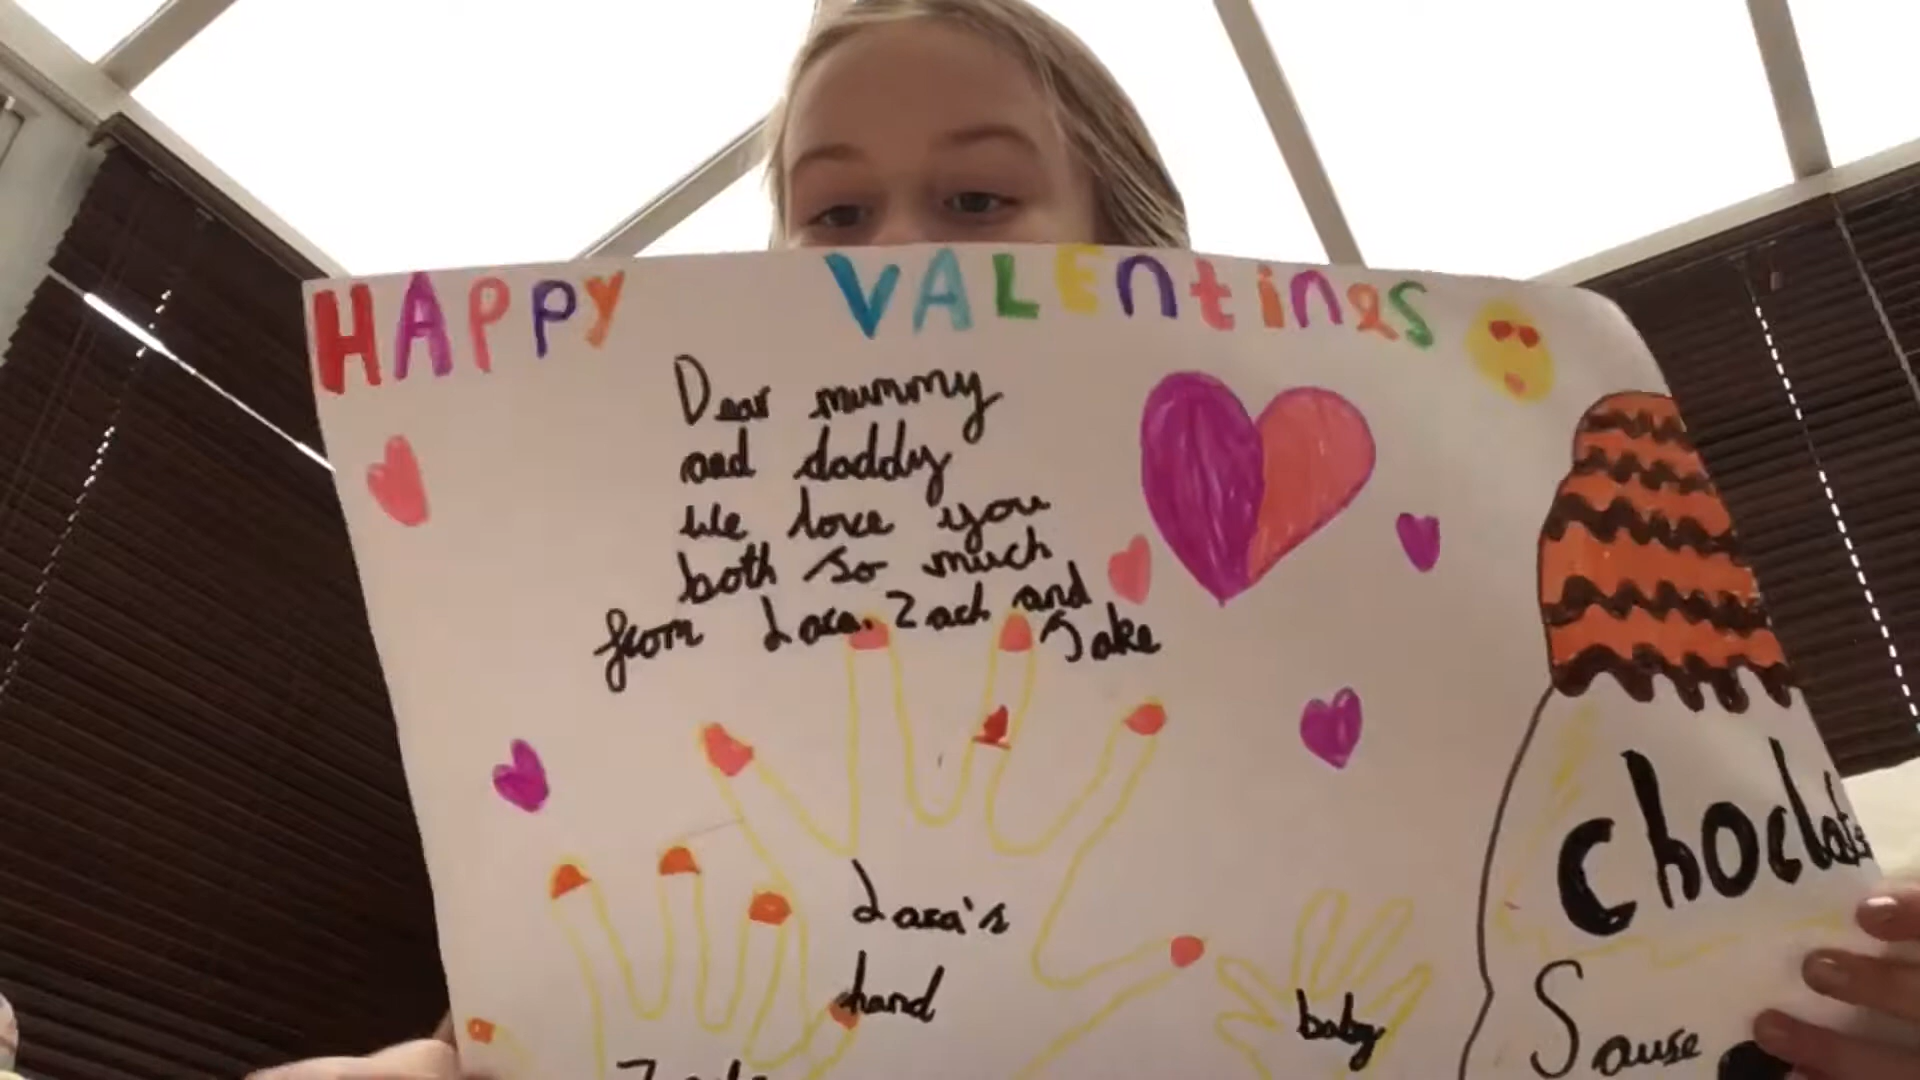 HAPPY VALEntines
Dear mummy
and daddy
We love you
both so much
from Lara, Zach and
Jake
Lara's
hand
baby
choclate
Sause